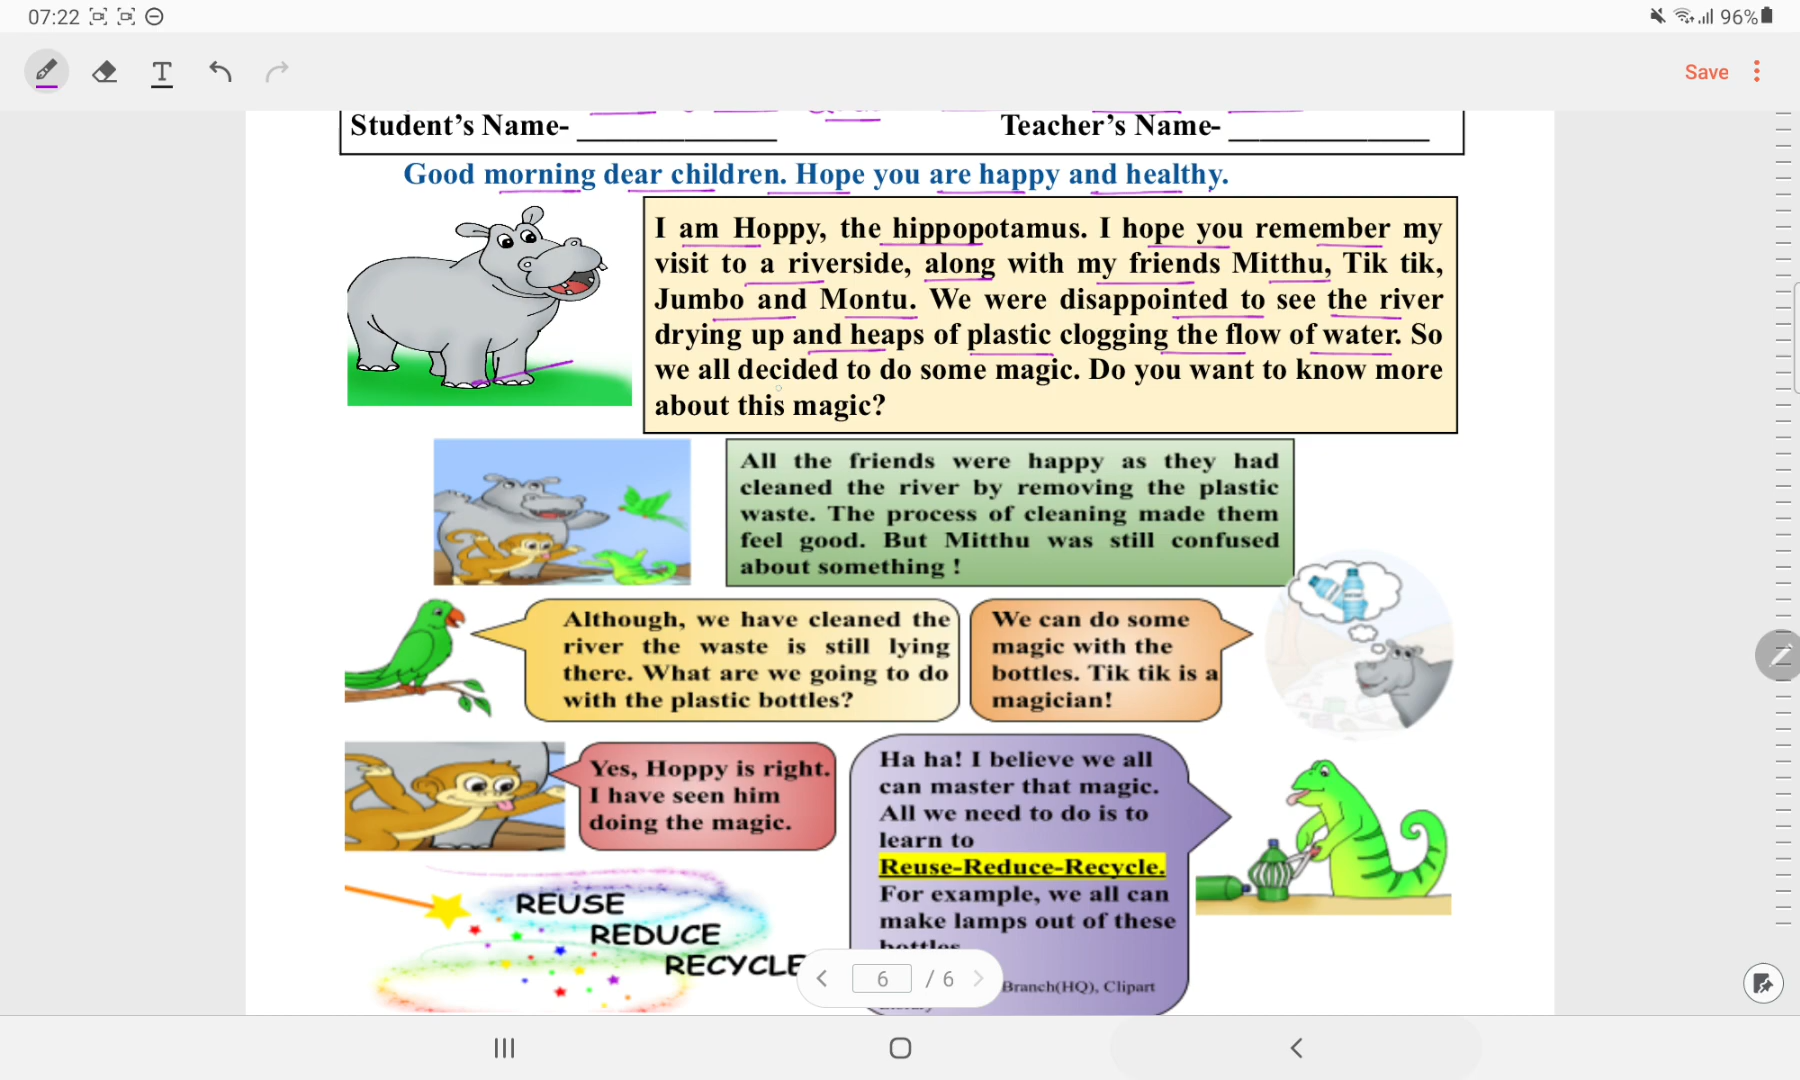 07:22
96%
Save
Student's Name- ______________
Teacher's Name- ______________
Good morning dear children. Hope you are happy and healthy.
I am Hoppy, the hippopotamus. I hope you remember my
visit to a riverside, along with my friends Mitthu, Tik tik,
Jumbo and Montu. We were disappointed to see the river
drying up and heaps of plastic clogging the flow of water. So
we all decided to do some magic. Do you want to know more
about this magic?
All the friends were happy as they had
cleaned the river by removing the plastic
waste. The process of cleaning made them
feel good. But Mitthu was still confused
about something !
Although, we have cleaned the
river the waste is still lying
there. What are we going to do
with the plastic bottles?
We can do some
magic with the
bottles. Tik tik is a
magician!
Yes, Hoppy is right.
I have seen him
doing the magic.
Ha ha! I believe we all
can master that magic.
All we need to do is to
learn to
Reuse-Reduce-Recycle.
For example, we all can
make lamps out of these
bottles
REUSE
REDUCE
RECYCLE
6 / 6
Branch(HQ), Clipart